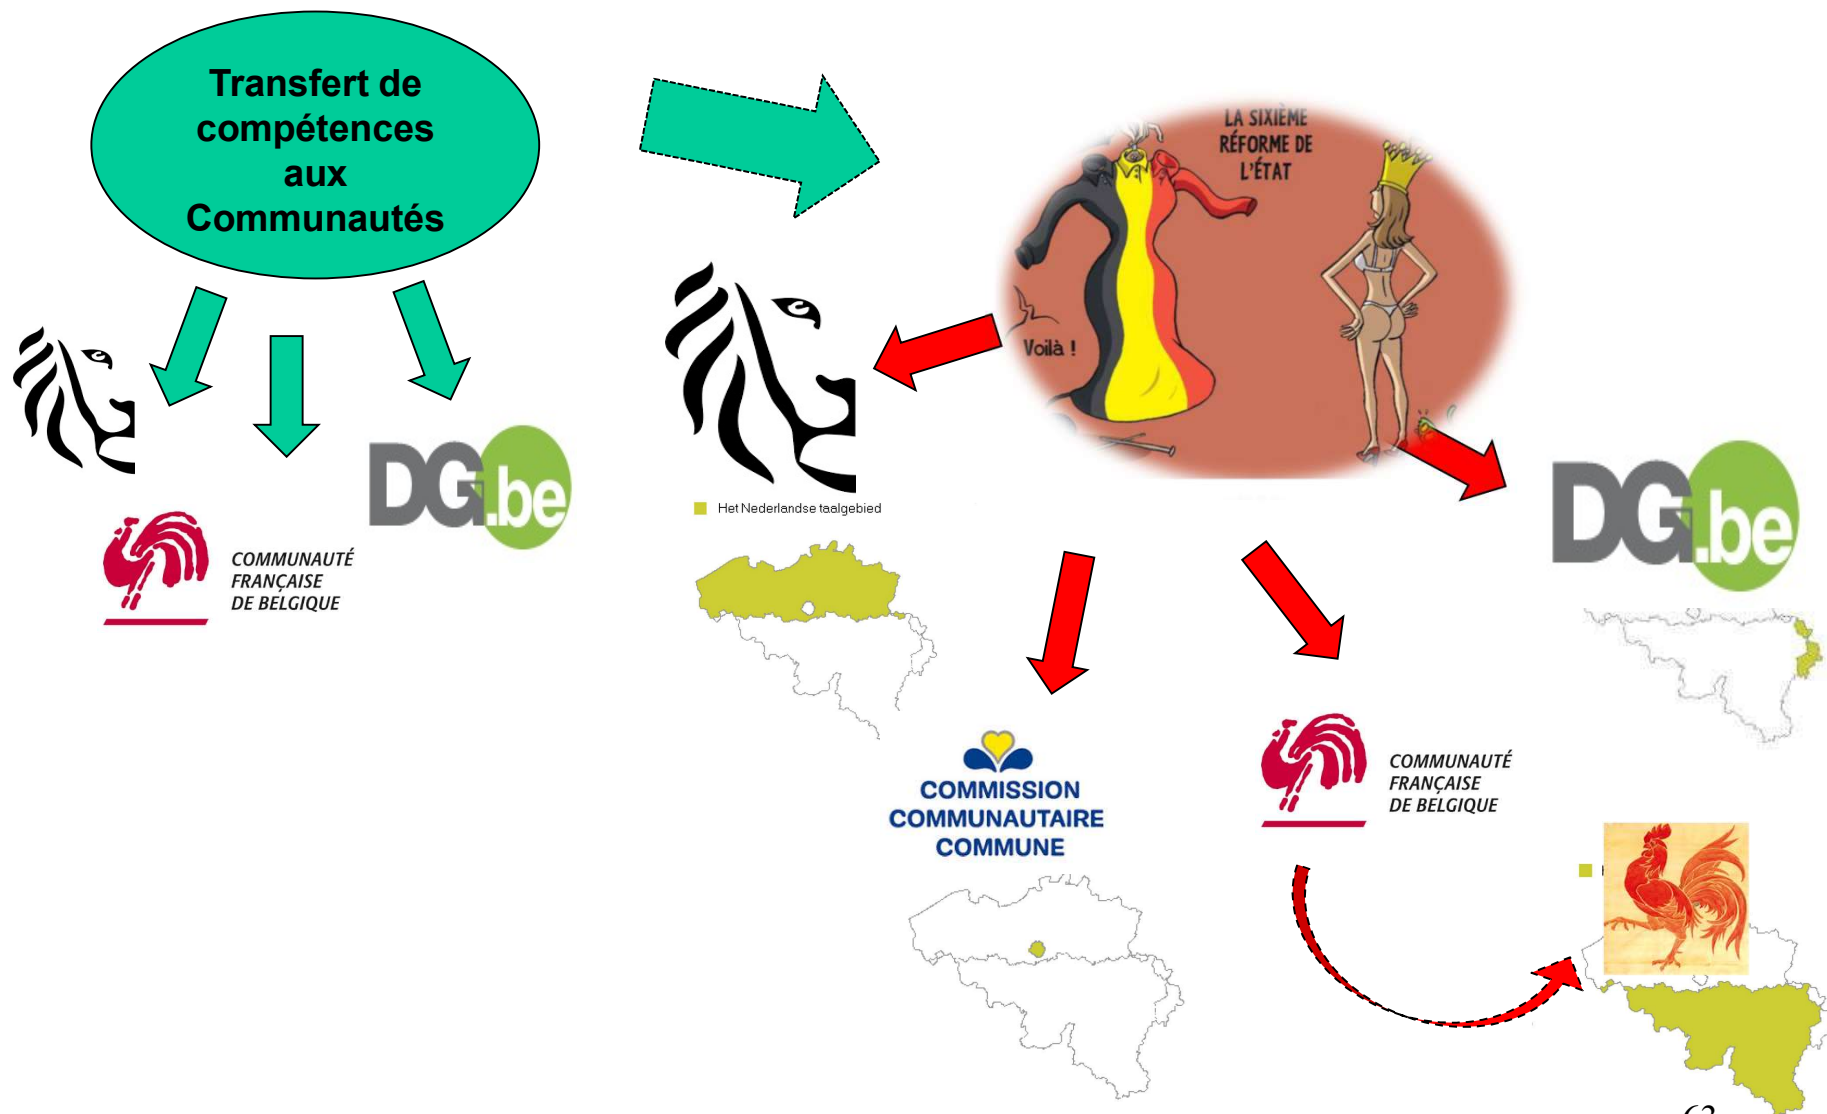 Transfert de
compétences
aux
Communautés
DG.be
COMMUNAUTÉ
FRANÇAISE
DE BELGIQUE
LA SIXIÈME
RÉFORME DE
L'ÉTAT
Voilà !
Het Nederlandse taalgebied
DG.be
COMMISSION
COMMUNAUTAIRE
COMMUNE
COMMUNAUTÉ
FRANÇAISE
DE BELGIQUE